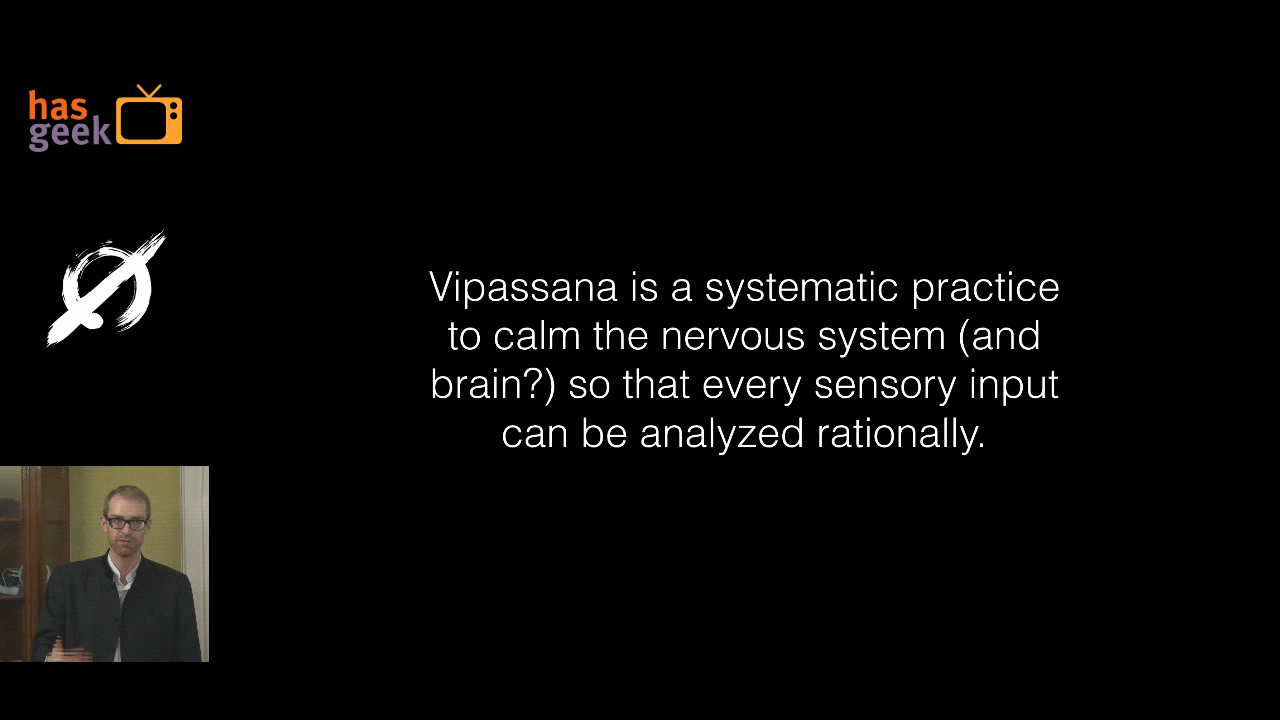 has
geek
Vipassana is a systematic practice
to calm the nervous system (and
brain?) so that every sensory input
can be analyzed rationally.